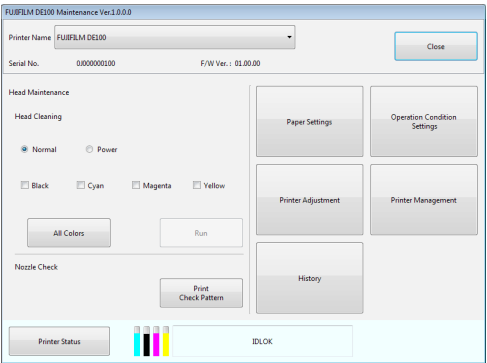 FUJIFILM DE100 Maintenance Ver.1.0.0.0
Printer Name FUJIFILM DE100
Close
Serial No. 0J000000100 F/W Ver. : 01.00.00
Head Maintenance
Head Cleaning
Normal Power
Black Cyan Magenta Yellow
All Colors Run
Nozzle Check
Print
Check Pattern
Paper Settings
Operation Condition
Settings
Printer Adjustment
Printer Management
History
Printer Status
IDLOK